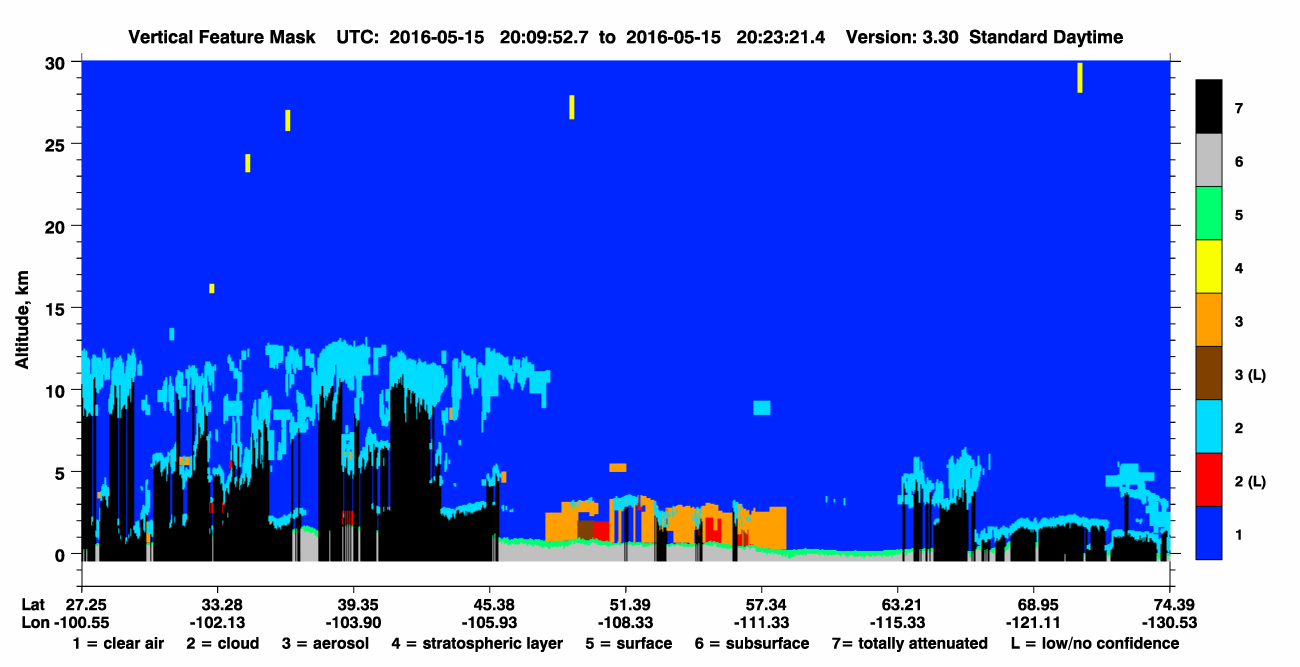 Vertical Feature Mask UTC: 2016-05-15 20:09:52.7 to 2016-05-15 20:23:21.4 Version: 3.30 Standard Daytime
30
25
20
15
10
5
0
Altitude, km
7
6
5
4
3
3 (L)
2
2 (L)
1
Lat 27.25 33.28 39.35 45.38 51.39 57.34 63.21 68.95 74.39
Lon -100.55 -102.13 -103.90 -105.93 -108.33 -111.33 -115.33 -121.11 -130.53
1 = clear air 2 = cloud 3 = aerosol 4 = stratospheric layer 5 = surface 6 = subsurface 7= totally attenuated L = low/no confidence